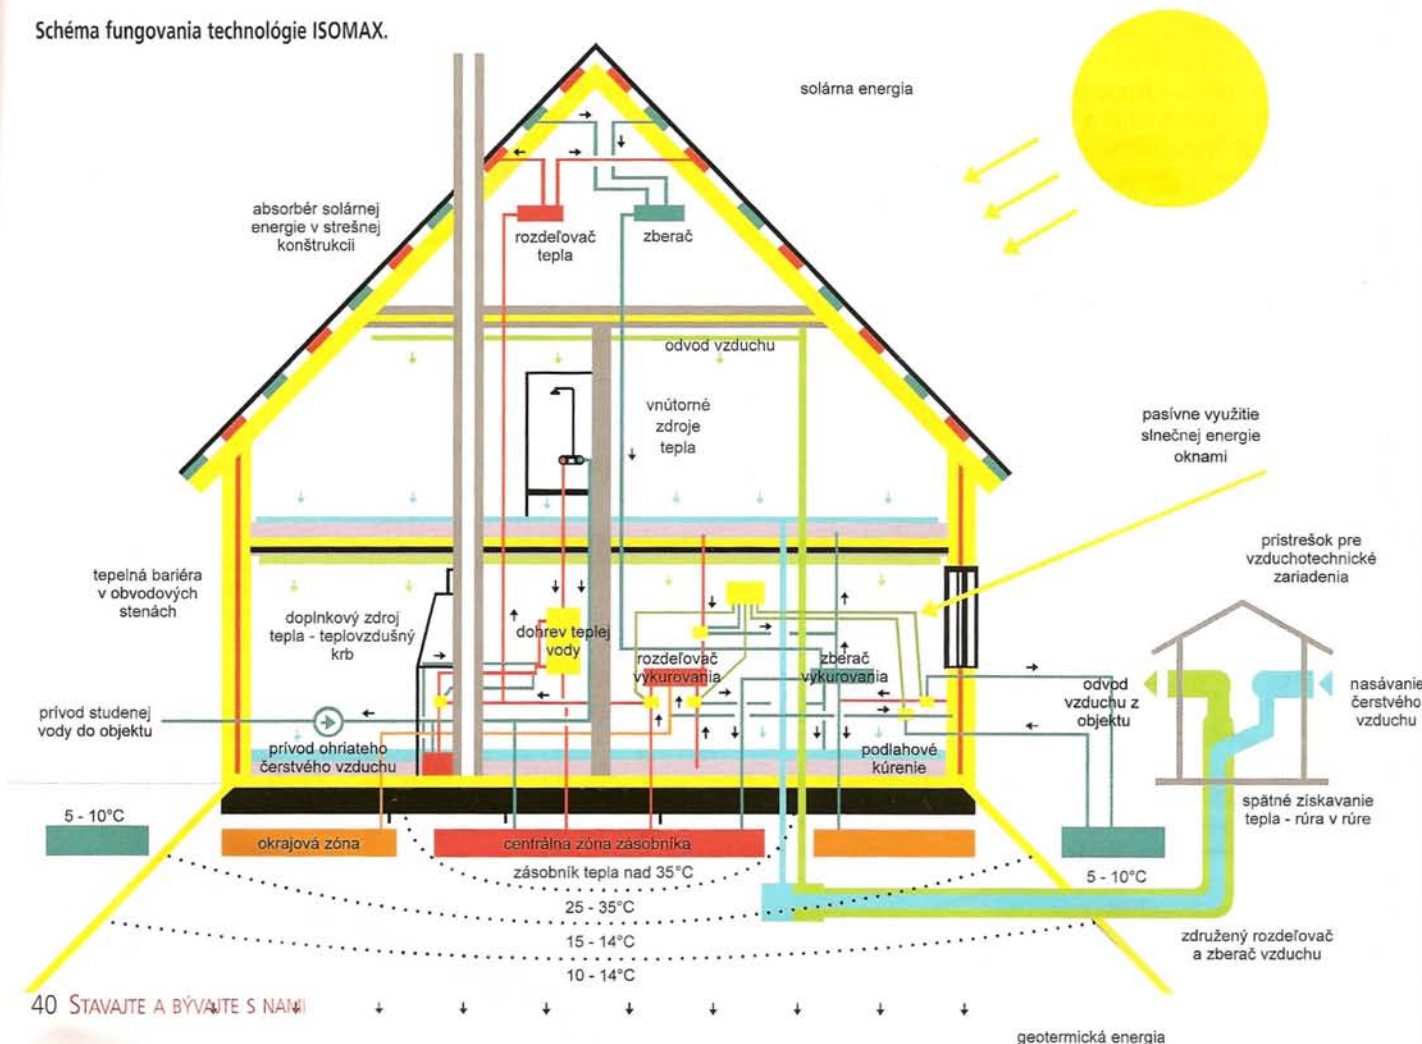 Schéma fungovania technológie ISOMAX.
solárna energia
absorbér solárnej
energie v strešnej
konštrukcii
rozdeľovač
tepla
zberač
odvod vzduchu
vnútorné
zdroje
tepla
pasívne využitie
slnečnej energie
oknami
prístrešok pre
vzduchotechnické
zariadenia
tepelná bariéra
v obvodových
stenách
doplnkový zdroj
tepla - teplovzdušný
krb
dohrev teplej
vody
rozdeľovač
vykurovania
zberač
vykurovania
odvod
vzduchu z
objektu
nasávanie
čerstvého
vzduchu
prívod studenej
vody do objektu
prívod ohriateho
čerstvého vzduchu
podlahové
kúrenie
spätné získavanie
tepla - rúra v rúre
5 - 10°C
okrajová zóna
centrálna zóna zásobníka
zásobník tepla nad 35°C
5 - 10°C
25 - 35°C
15 - 14°C
10 - 14°C
združený rozdeľovač
a zberač vzduchu
40 STAVAJTE A BÝVAJTE S NAMI
geotermická energia